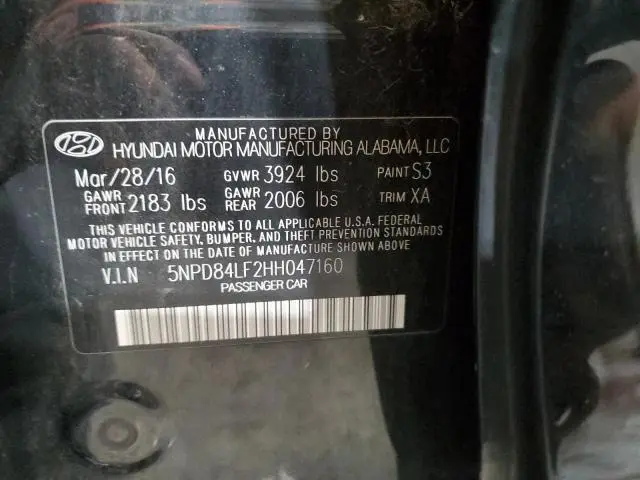 MANUFACTURED BY
HYUNDAI MOTOR MANUFACTURING ALABAMA, LLC
Mar/28/16 GVWR 3924 lbs PAINT S3
GAWR FRONT 2183 lbs GAWR REAR 2006 lbs TRIM XA
THIS VEHICLE CONFORMS TO ALL APPLICABLE U.S.A. FEDERAL
MOTOR VEHICLE SAFETY, BUMPER, AND THEFT PREVENTION STANDARDS
IN EFFECT ON THE DATE OF MANUFACTURE SHOWN ABOVE
V.I.N 5NPD84LF2HH047160
PASSENGER CAR